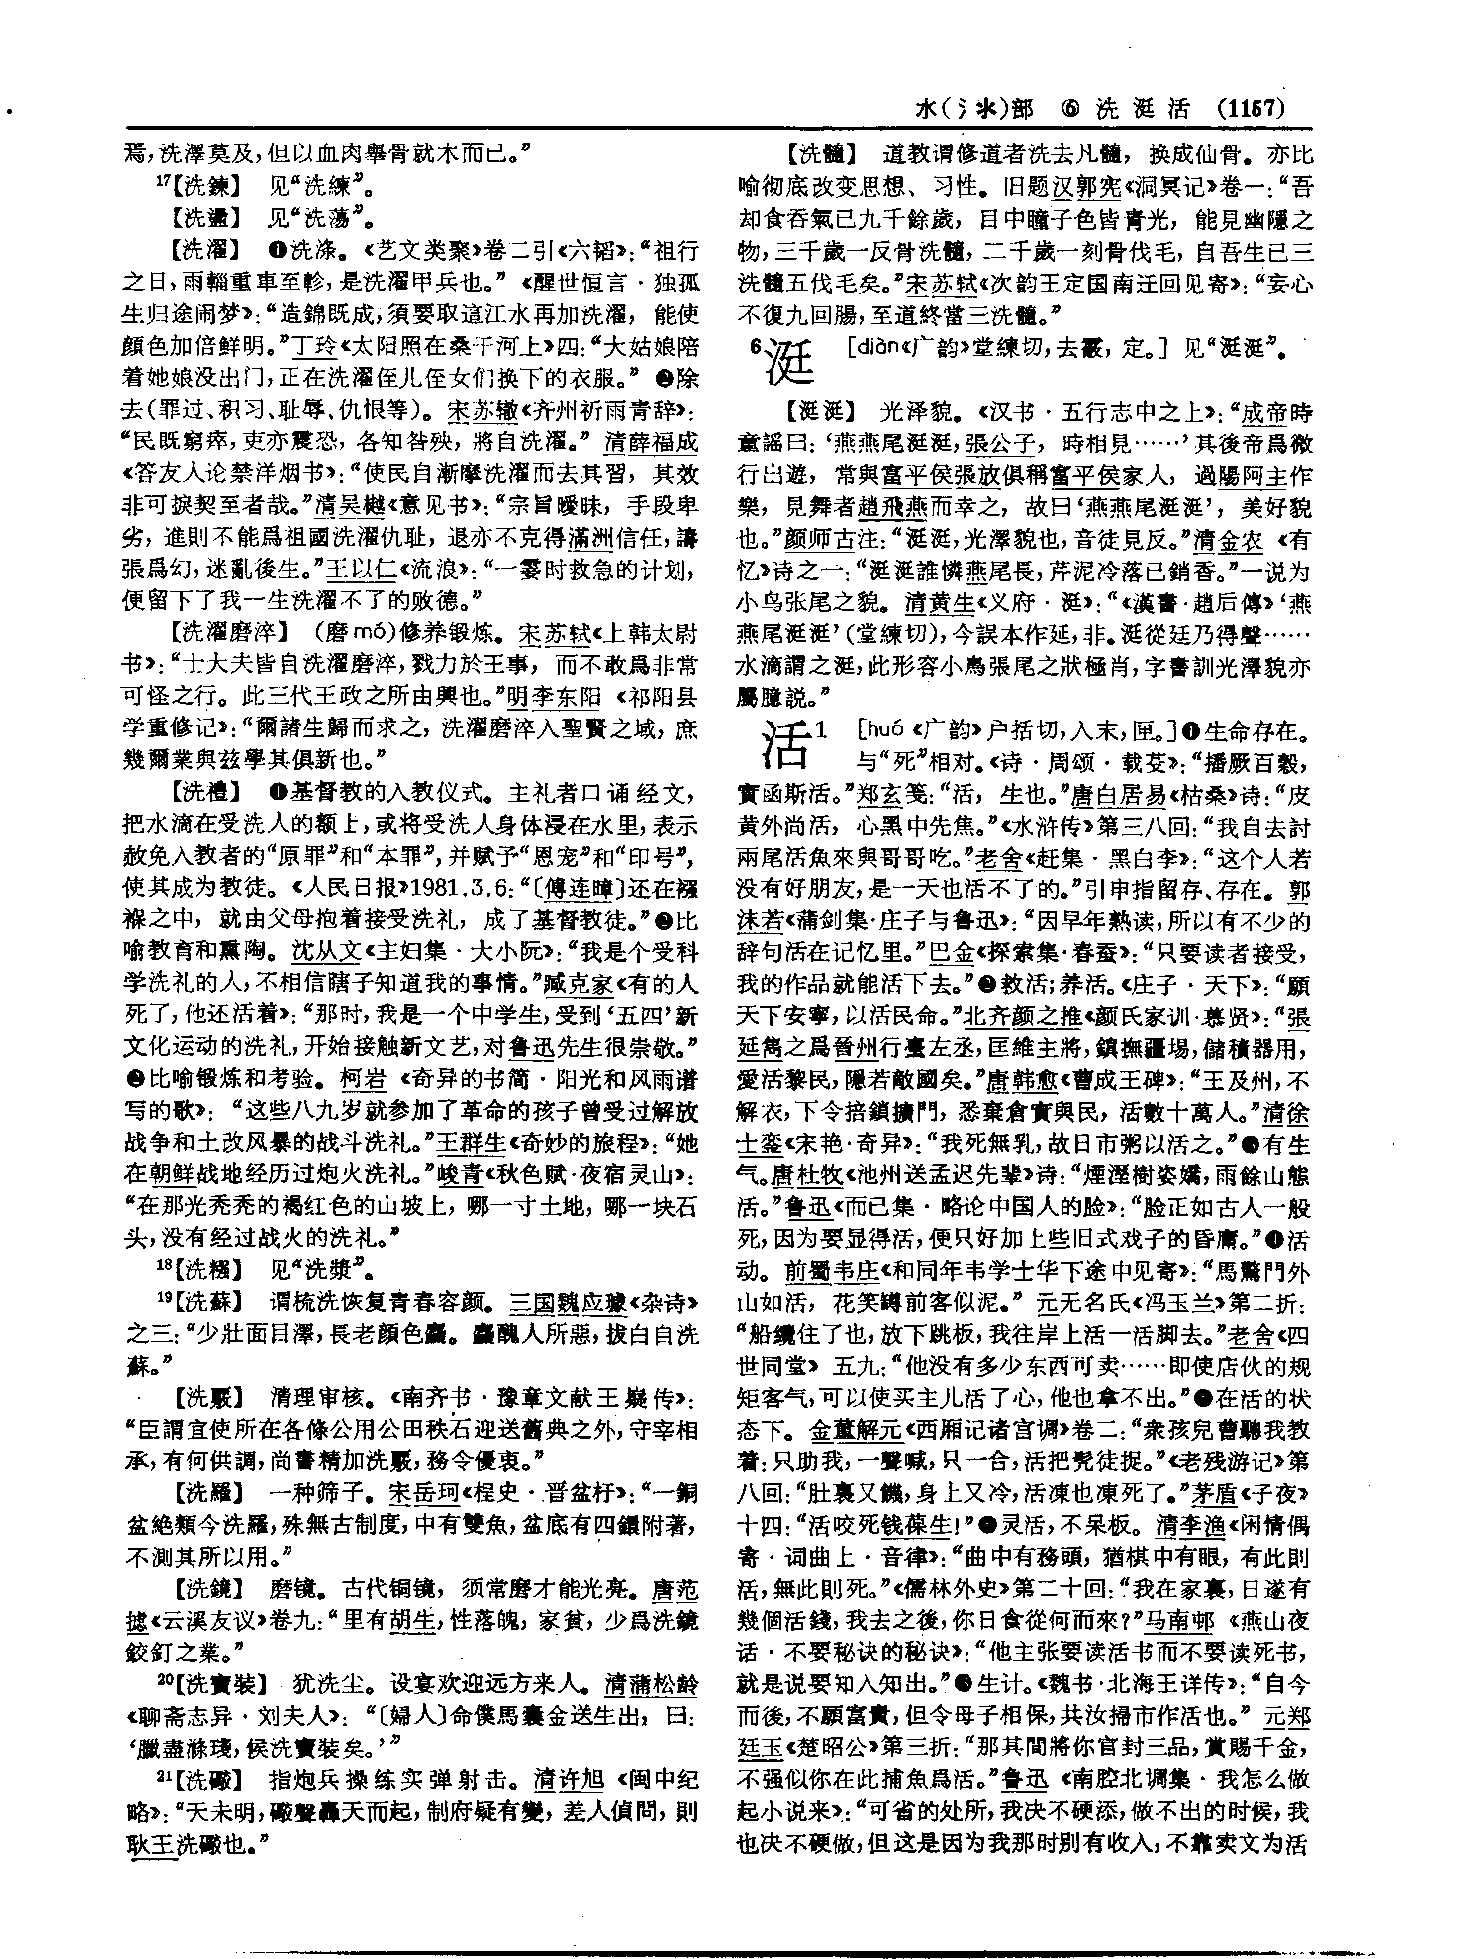 水(氵氺)部 ⑥ 洗 涏 活 (1157)
焉，洗澤莫及，但以血肉舉骨就木而已。”
17【洗鍊】 见“洗練”。
【洗盪】 见“洗荡”。
【洗濯】 ❶洗涤。《艺文类聚》卷二引《六韬》：“祖行
之日，雨輜重車至軫，是洗濯甲兵也。” 《醒世恒言·独孤
生归途闹梦》：“造錦既成，須要取這江水再加洗濯，能使
顔色加倍鮮明。”丁玲《太阳照在桑干河上》四：“大姑娘陪
着她娘没出门，正在洗濯侄儿侄女们换下的衣服。” ❷除
去(罪过、积习、耻辱、仇恨等)。宋苏辙《齐州祈雨青辞》：
“民既窮瘁，吏亦震恐，各知咎殃，將自洗濯。” 清薛福成
《答友人论禁洋烟书》：“使民自漸摩洗濯而去其習，其效
非可捩契至者哉。”清吴樾《意见书》：“宗旨曖昧，手段卑
劣，進則不能爲祖國洗濯仇耻，退亦不克得滿洲信任，譸
張爲幻，迷亂後生。”王以仁《流浪》：“一霎时救急的计划，
便留下了我一生洗濯不了的败德。”
【洗濯磨淬】 (磨mó)修养锻炼。宋苏轼《上韩太尉
书》：“士大夫皆自洗濯磨淬，戮力於王事，而不敢爲非常
可怪之行。此三代王政之所由興也。”明李东阳《祁阳县
学重修记》：“爾諸生歸而求之，洗濯磨淬入聖賢之域，庶
幾爾業與兹學其俱新也。”
【洗禮】 ❶基督教的入教仪式。主礼者口诵经文，
把水滴在受洗人的额上，或将受洗人身体浸在水里，表示
赦免入教者的“原罪”和“本罪”，并赋予“恩宠”和“印号”，
使其成为教徒。《人民日报》1981.3.6：“〔傅连暲〕还在襁
褓之中，就由父母抱着接受洗礼，成了基督教徒。”❷比
喻教育和熏陶。沈从文《主妇集·大小阮》：“我是个受科
学洗礼的人，不相信瞎子知道我的事情。”臧克家《有的人
死了，他还活着》：“那时，我是一个中学生，受到‘五四’新
文化运动的洗礼，开始接触新文艺，对鲁迅先生很崇敬。”
❸比喻锻炼和考验。柯岩《奇异的书简·阳光和风雨谱
写的歌》：“这些八九岁就参加了革命的孩子曾受过解放
战争和土改风暴的战斗洗礼。”王群生《奇妙的旅程》：“她
在朝鲜战地经历过炮火洗礼。”峻青《秋色赋·夜宿灵山》：
“在那光秃秃的褐红色的山坡上，哪一寸土地，哪一块石
头，没有经过战火的洗礼。”
18【洗糨】 见“洗漿”。
19【洗蘇】 谓梳洗恢复青春容颜。三国魏应璩《杂诗》
之三：“少壯面目澤，長老顔色麤。麤醜人所惡，拔白自洗
蘇。”
【洗覈】 清理审核。《南齐书·豫章文献王嶷传》：
“臣謂宜使所在各條公用公田秩石迎送舊典之外，守宰相
承，有何供調，尚書精加洗覈，務令優衷。”
【洗羅】 一种筛子。宋岳珂《桯史·晋盆杅》：“一銅
盆絶類今洗羅，殊無古制度，中有雙魚，盆底有四鐶附著，
不測其所以用。”
【洗鏡】 磨镜。古代铜镜，须常磨才能光亮。唐范
摅《云溪友议》卷九：“里有胡生，性落魄，家貧，少爲洗鏡
鉸釘之業。”
20【洗寶裝】 犹洗尘。设宴欢迎远方来人。清蒲松龄
《聊斋志异·刘夫人》：“〔婦人〕命僕馬囊金送生出，曰：
‘臘盡滌琖，候洗寶裝矣。’”
21【洗礮】 指炮兵操练实弹射击。清许旭《闽中纪
略》：“天未明，礮聲轟天而起，制府疑有變，差人偵問，則
耿王洗礮也。”
【洗髓】 道教谓修道者洗去凡髓，换成仙骨。亦比
喻彻底改变思想、习性。旧题汉郭宪《洞冥记》卷一：“吾
却食吞氣已九千餘歲，目中瞳子色皆青光，能見幽隱之
物，三千歲一反骨洗髓，二千歲一刻骨伐毛，自吾生已三
洗髓五伐毛矣。”宋苏轼《次韵王定国南迁回见寄》：“妄心
不復九回腸，至道終當三洗髓。”
6涏 [diàn《广韵》堂練切，去霰，定。] 见“涏涏”。
【涏涏】 光泽貌。《汉书·五行志中之上》：“成帝時
童謡曰：‘燕燕尾涏涏，張公子，時相見……’其後帝爲微
行出遊，常與富平侯張放俱稱富平侯家人，過陽阿主作
樂，見舞者趙飛燕而幸之，故曰‘燕燕尾涏涏’，美好貌
也。”颜师古注：“涏涏，光澤貌也，音徒見反。”清金农《有
忆》诗之一：“涏涏誰憐燕尾長，芹泥冷落已銷香。”一说为
小鸟张尾之貌。清黄生《义府·涏》：“《漢書·趙后傳》‘燕
燕尾涏涏’(堂練切)，今誤本作延，非。涏從廷乃得聲……
水滴謂之涏，此形容小鳥張尾之狀極肖，字書訓光澤貌亦
屬臆説。”
活1 [huó《广韵》户括切，入末，匣。]❶生命存在。
与“死”相对。《诗·周颂·载芟》：“播厥百穀，
實函斯活。”郑玄笺：“活，生也。”唐白居易《枯桑》诗：“皮
黄外尚活，心黑中先焦。”《水浒传》第三八回：“我自去討
兩尾活魚來與哥哥吃。”老舍《赶集·黑白李》：“这个人若
没有好朋友，是一天也活不了的。”引申指留存、存在。郭
沫若《蒲剑集·庄子与鲁迅》：“因早年熟读，所以有不少的
辞句活在记忆里。”巴金《探索集·春蚕》：“只要读者接受，
我的作品就能活下去。”❷救活；养活。《庄子·天下》：“願
天下安寧，以活民命。”北齐颜之推《颜氏家训·慕贤》：“張
延雋之爲晉州行臺左丞，匡維主將，鎮撫疆埸，儲積器用，
愛活黎民，隱若敵國矣。”唐韩愈《曹成王碑》：“王及州，不
解衣，下令掊鎖擴門，悉棄倉實與民，活數十萬人。”清徐
士銮《宋艳·奇异》：“我死無乳，故日市粥以活之。”❸有生
气。唐杜牧《池州送孟迟先辈》诗：“煙溼樹姿嬌，雨餘山態
活。”鲁迅《而已集·略论中国人的脸》：“脸正如古人一般
死，因为要显得活，便只好加上些旧式戏子的昏庸。”❹活
动。前蜀韦庄《和同年韦学士华下途中见寄》：“馬驚門外
山如活，花笑罇前客似泥。” 元无名氏《冯玉兰》第二折：
“船纜住了也，放下跳板，我往岸上活一活脚去。”老舍《四
世同堂》五九：“他没有多少东西可卖……即使店伙的规
矩客气，可以使买主儿活了心，他也拿不出。”❺在活的状
态下。金董解元《西厢记诸宫调》卷二：“衆孩兒曹聽我教
着：只助我，一聲喊，只一合，活把髡徒捉。”《老残游记》第
八回：“肚裏又饑，身上又冷，活凍也凍死了。”茅盾《子夜》
十四：“活咬死钱葆生！”❻灵活，不呆板。清李渔《闲情偶
寄·词曲上·音律》：“曲中有務頭，猶棋中有眼，有此則
活，無此則死。”《儒林外史》第二十回：“我在家裏，日逐有
幾個活錢，我去之後，你日食從何而來？”马南邨《燕山夜
话·不要秘诀的秘诀》：“他主张要读活书而不要读死书，
就是说要知入知出。”❼生计。《魏书·北海王详传》：“自今
而後，不願富貴，但令母子相保，共汝掃市作活也。” 元郑
廷玉《楚昭公》第三折：“那其間將你官封三品，賞賜千金，
不强似你在此捕魚爲活。”鲁迅《南腔北调集·我怎么做
起小说来》：“可省的处所，我决不硬添，做不出的时候，我
也决不硬做，但这是因为我那时别有收入，不靠卖文为活